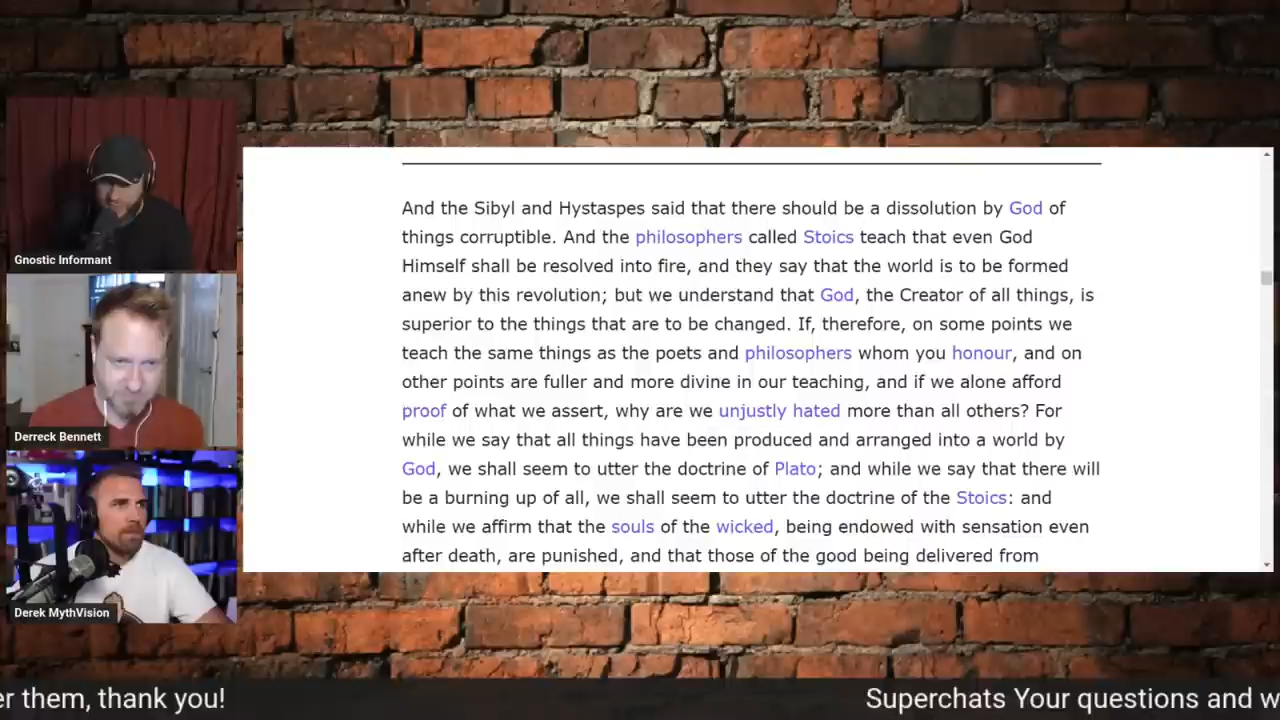 Gnostic Informant
Derreck Bennett
Derek MythVision
And the Sibyl and Hystaspes said that there should be a dissolution by God of
things corruptible. And the philosophers called Stoics teach that even God
Himself shall be resolved into fire, and they say that the world is to be formed
anew by this revolution; but we understand that God, the Creator of all things, is
superior to the things that are to be changed. If, therefore, on some points we
teach the same things as the poets and philosophers whom you honour, and on
other points are fuller and more divine in our teaching, and if we alone afford
proof of what we assert, why are we unjustly hated more than all others? For
while we say that all things have been produced and arranged into a world by
God, we shall seem to utter the doctrine of Plato; and while we say that there will
be a burning up of all, we shall seem to utter the doctrine of the Stoics: and
while we affirm that the souls of the wicked, being endowed with sensation even
after death, are punished, and that those of the good being delivered from
er them, thank you!
Superchats Your questions and w